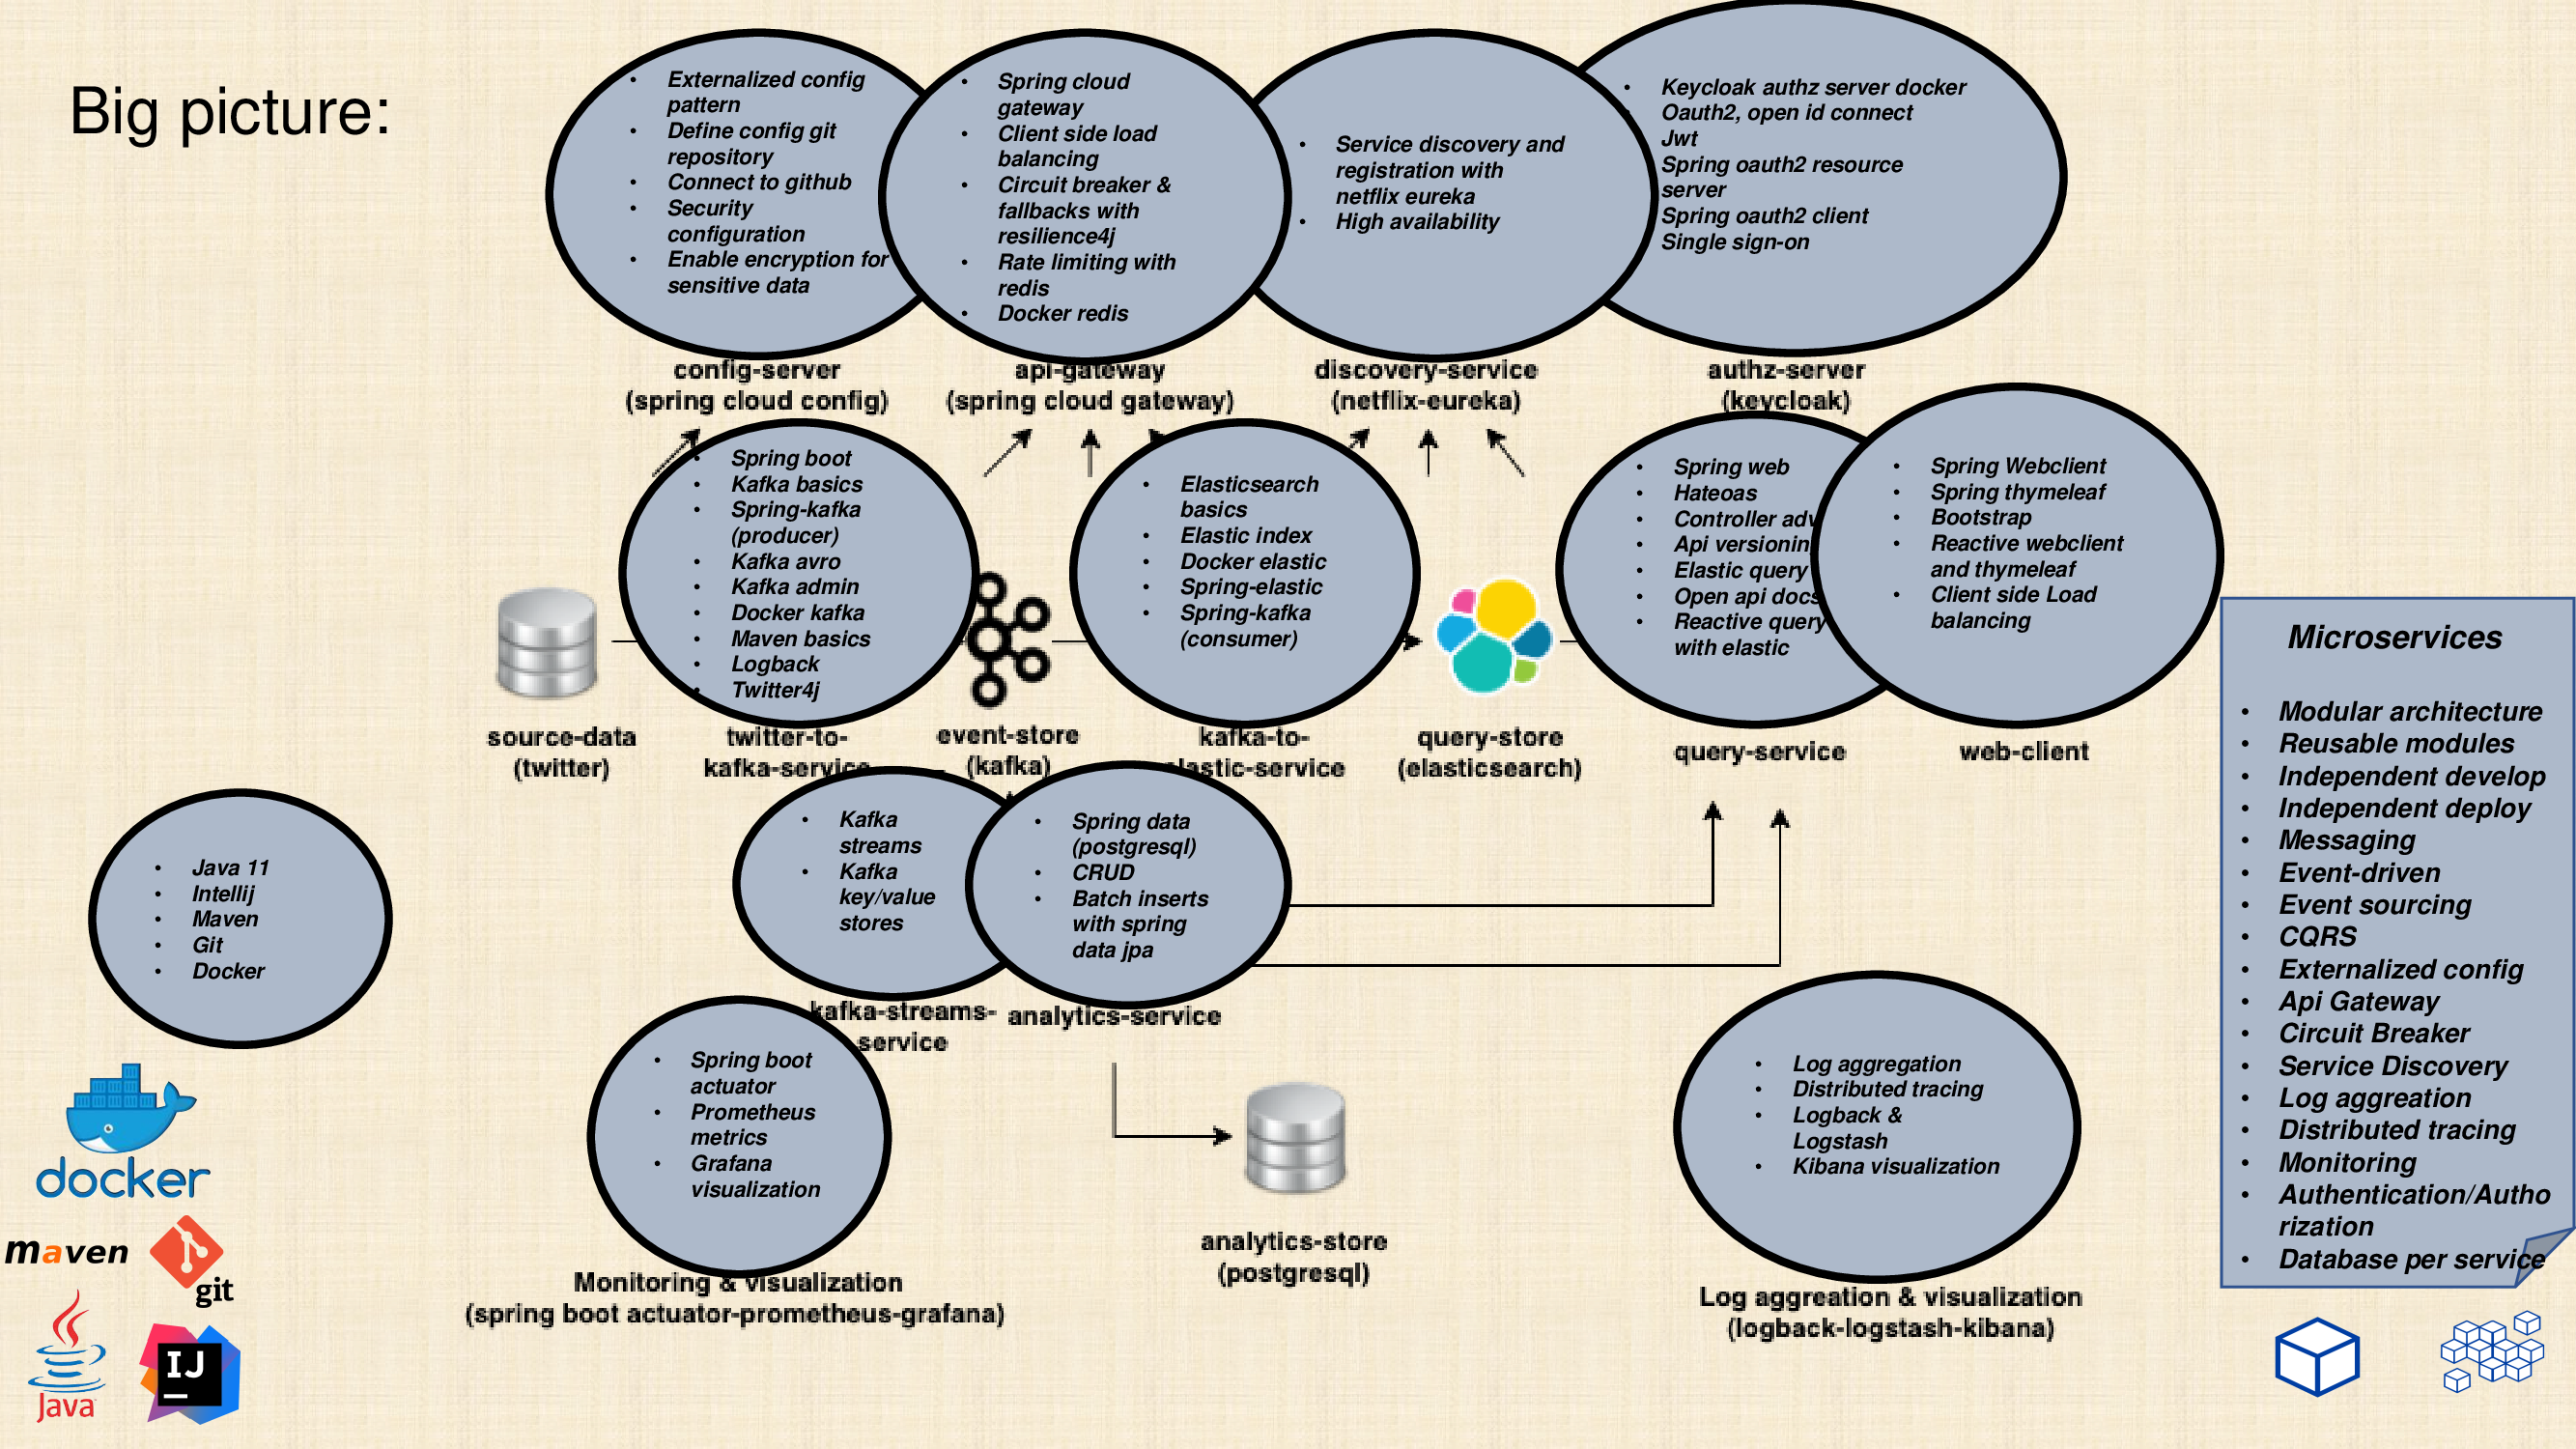 Big picture:
• Externalized config
pattern
• Define config git
repository
• Connect to github
• Security
configuration
• Enable encryption for
sensitive data
config-server
(spring cloud config)
• Spring cloud
gateway
• Client side load
balancing
• Circuit breaker &
fallbacks with
resilience4j
• Rate limiting with
redis
• Docker redis
api-gateway
(spring cloud gateway)
• Service discovery and
registration with
netflix eureka
• High availability
discovery-service
(netflix-eureka)
• Keycloak authz server docker
Oauth2, open id connect
Jwt
Spring oauth2 resource
server
Spring oauth2 client
Single sign-on
authz-server
(keycloak)
source-data
(twitter)
• Spring boot
• Kafka basics
• Spring-kafka
(producer)
• Kafka avro
• Kafka admin
• Docker kafka
• Maven basics
• Logback
• Twitter4j
twitter-to-
kafka-service
event-store
(kafka)
• Elasticsearch
basics
• Elastic index
• Docker elastic
• Spring-elastic
• Spring-kafka
(consumer)
kafka-to-
lastic-service
query-store
(elasticsearch)
• Spring web
• Hateoas
• Controller adv
• Api versionin
• Elastic query
• Open api docs
• Reactive query
with elastic
query-service
• Spring Webclient
• Spring thymeleaf
• Bootstrap
• Reactive webclient
and thymeleaf
• Client side Load
balancing
web-client
• Kafka
streams
• Kafka
key/value
stores
kafka-streams-
service
• Spring data
(postgresql)
• CRUD
• Batch inserts
with spring
data jpa
analytics-service
analytics-store
(postgresql)
• Java 11
• Intellij
• Maven
• Git
• Docker
docker
maven
git
Java
IJ
• Spring boot
actuator
• Prometheus
metrics
• Grafana
visualization
Monitoring & visualization
(spring boot actuator-prometheus-grafana)
• Log aggregation
• Distributed tracing
• Logback &
Logstash
• Kibana visualization
Log aggreation & visualization
(logback-logstash-kibana)
Microservices
• Modular architecture
• Reusable modules
• Independent develop
• Independent deploy
• Messaging
• Event-driven
• Event sourcing
• CQRS
• Externalized config
• Api Gateway
• Circuit Breaker
• Service Discovery
• Log aggreation
• Distributed tracing
• Monitoring
• Authentication/Autho
rization
• Database per service